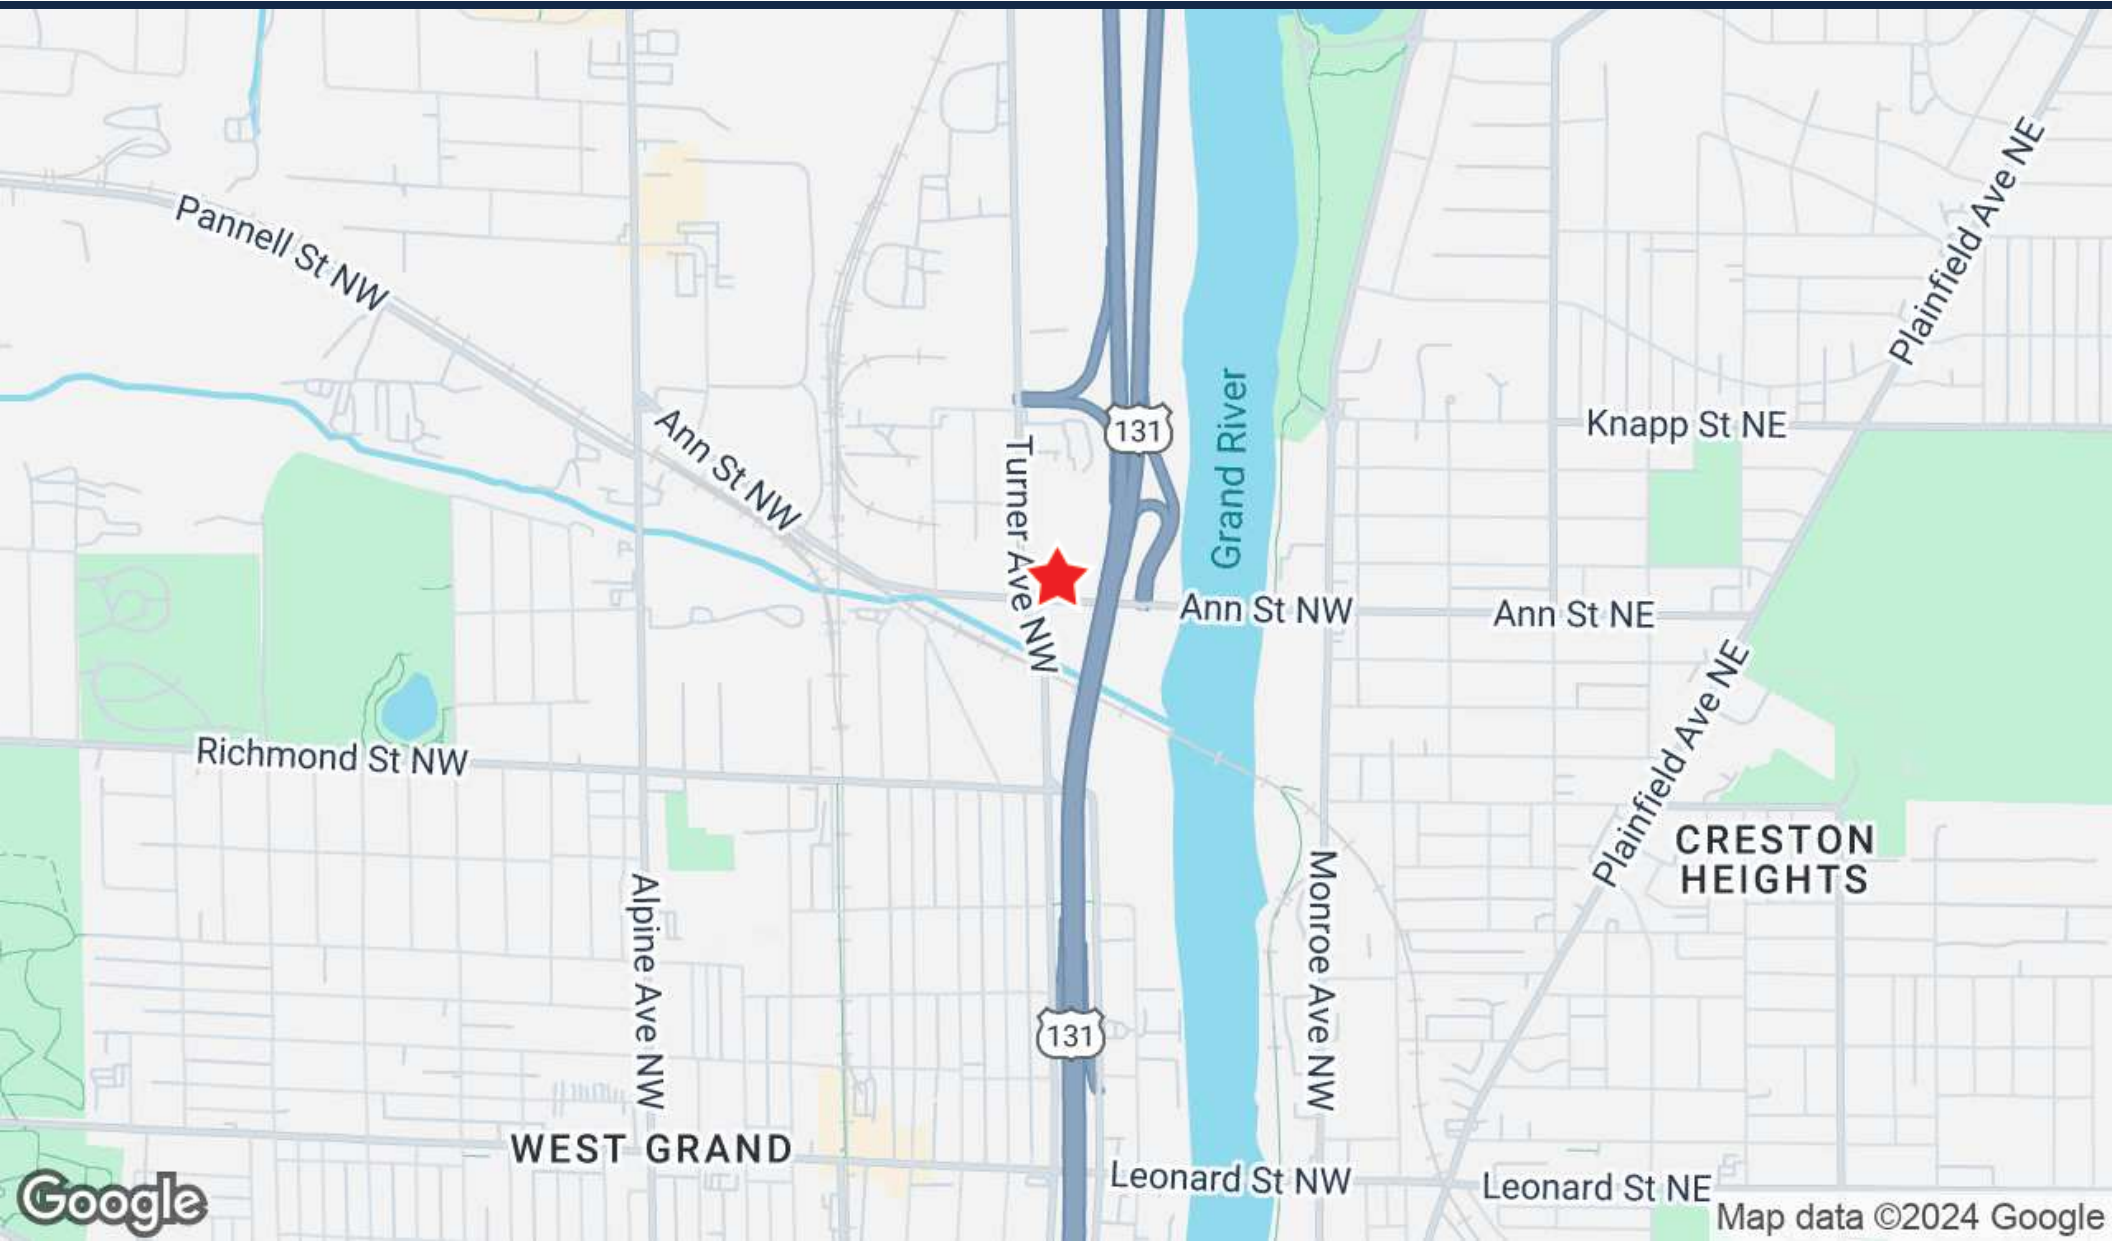 Pannell St NW
Plainfield Ave NE
Ann St NW
131
Grand River
Knapp St NE
Turner Ave NW
Ann St NW
Ann St NE
Richmond St NW
Plainfield Ave NE
CRESTON
HEIGHTS
Alpine Ave NW
Monroe Ave NW
131
WEST GRAND
Leonard St NW
Leonard St NE
Google
Map data ©2024 Google